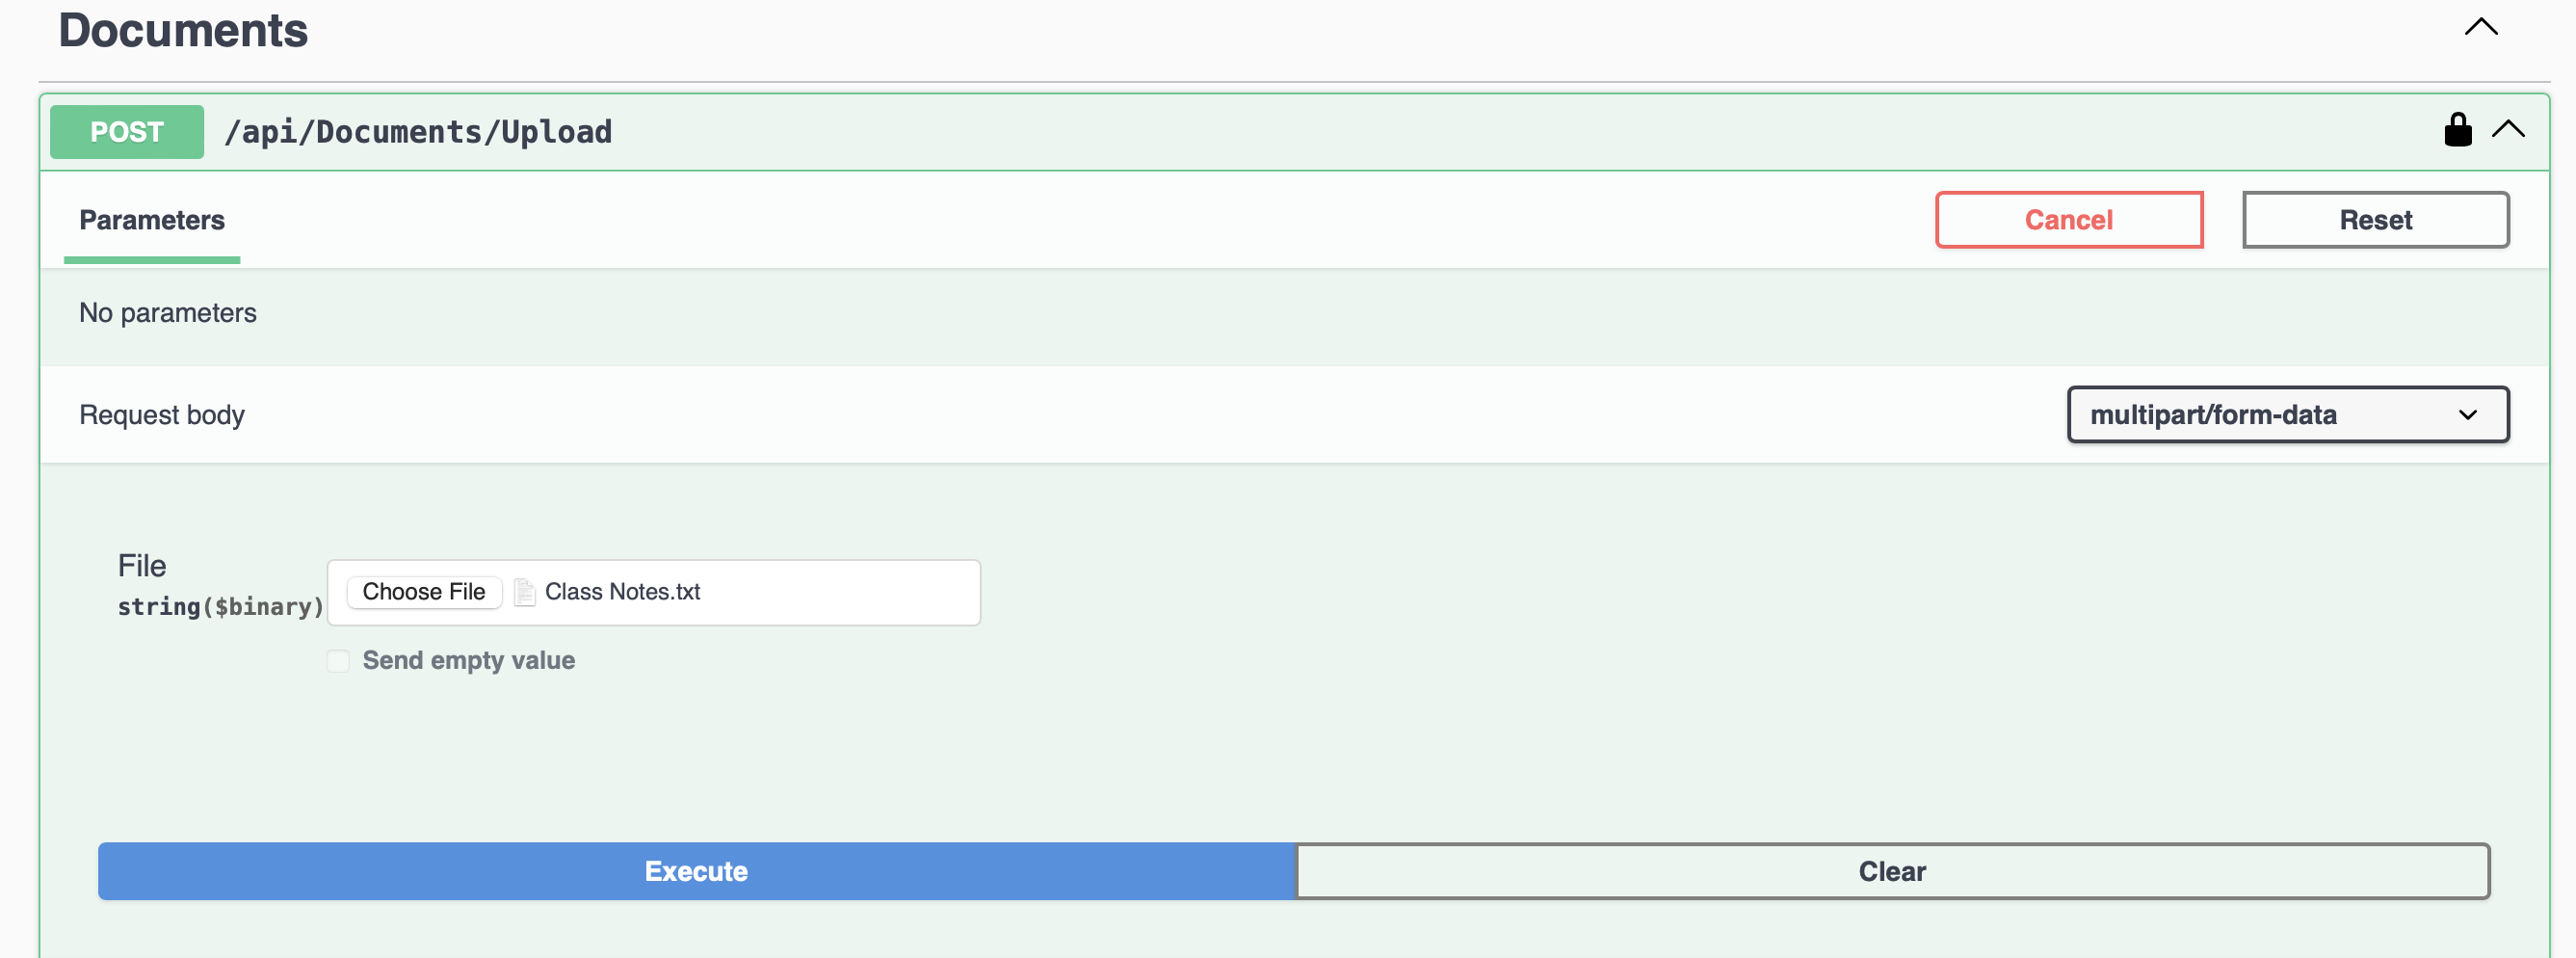 Documents
POST /api/Documents/Upload
Parameters
Cancel
Reset
No parameters
Request body
multipart/form-data
File
string($binary)
Choose File Class Notes.txt
Send empty value
Execute
Clear